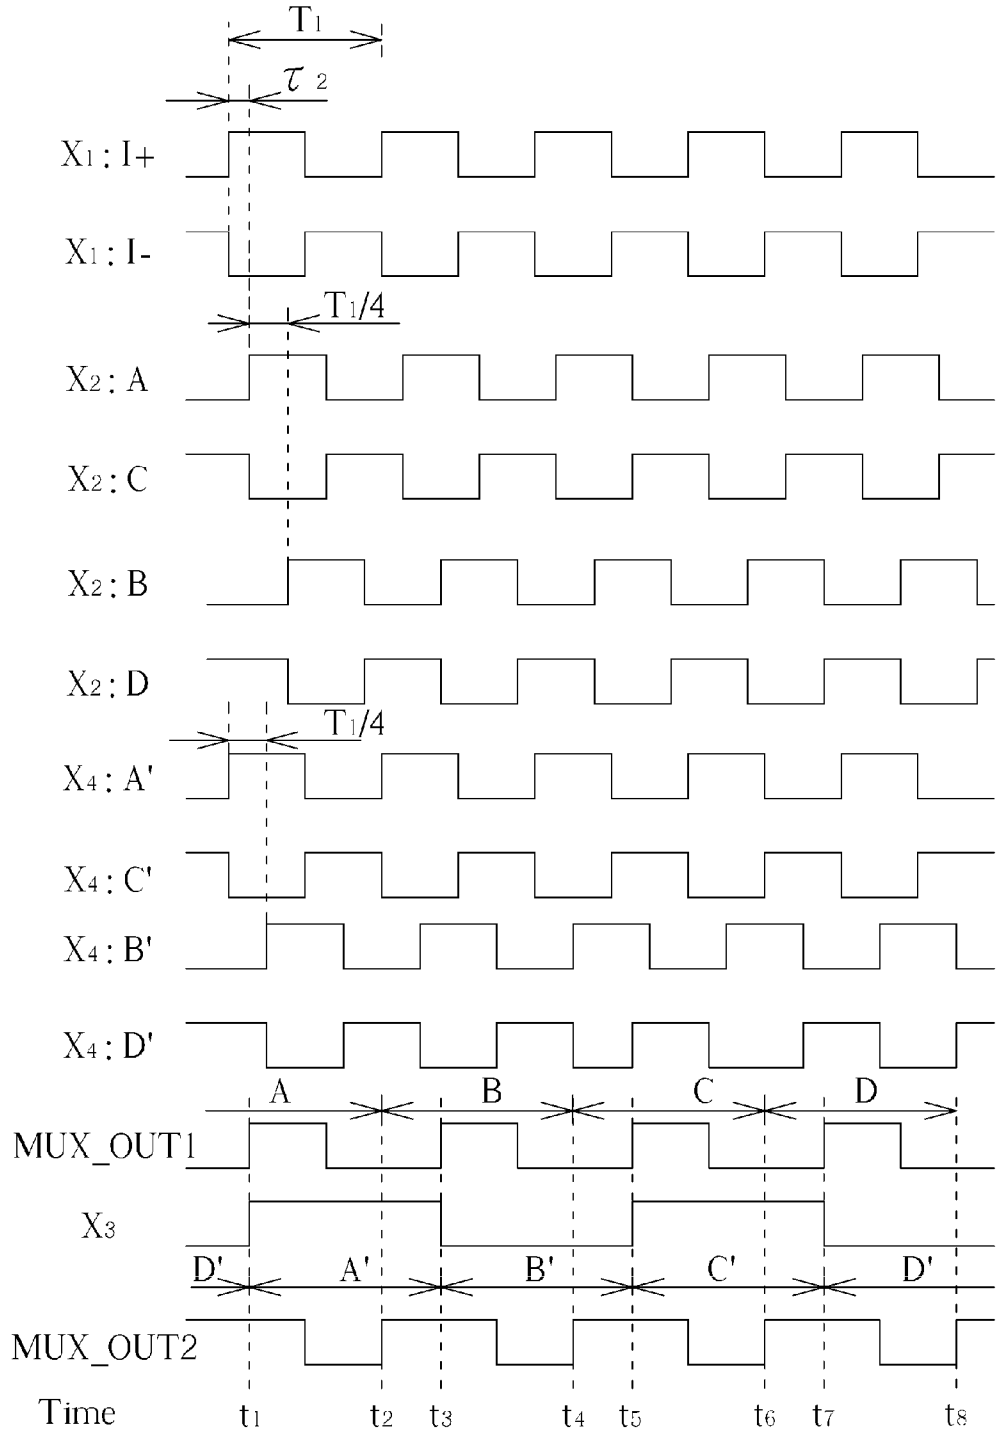 T1
τ 2
X1 : I+
X1 : I-
T1/4
X2 : A
X2 : C
X2 : B
X2 : D
T1/4
X4 : A'
X4 : C'
X4 : B'
X4 : D'
A B C D
MUX_OUT1
X3
D' A' B' C' D'
MUX_OUT2
Time t1 t2 t3 t4 t5 t6 t7 t8